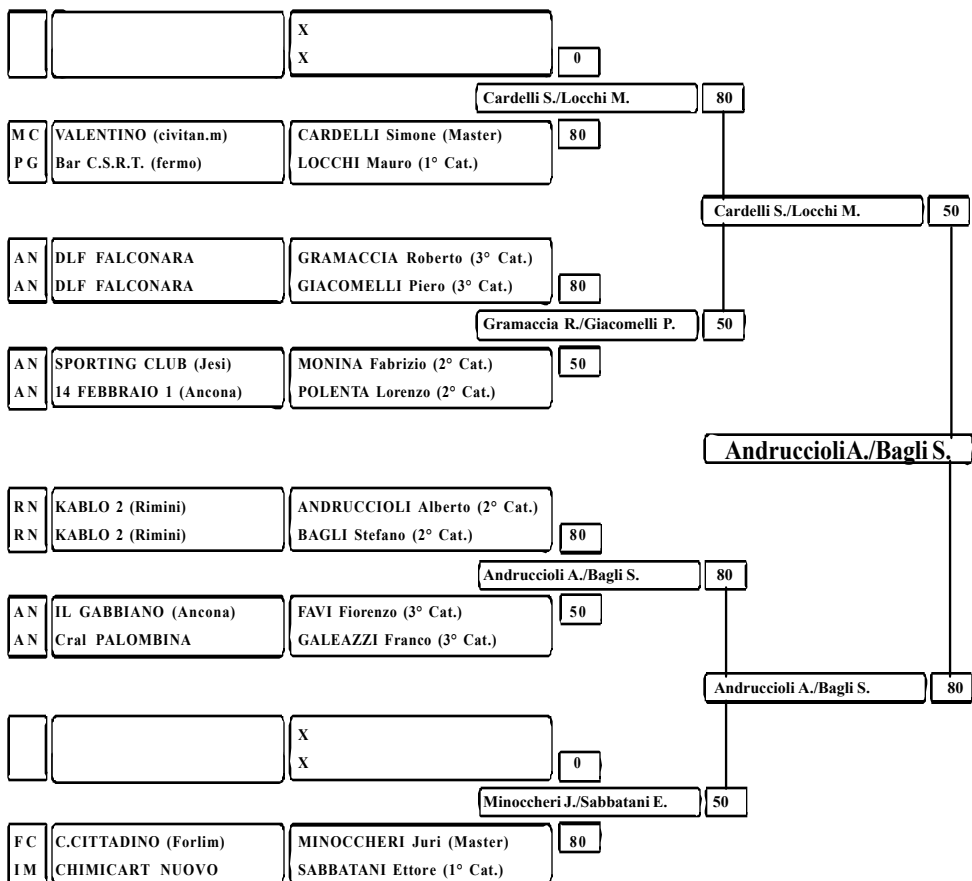 X
X 0
Cardelli S./Locchi M. 80
M C VALENTINO (civitan.m) CARDELLI Simone (Master) 80
P G Bar C.S.R.T. (fermo) LOCCHI Mauro (1° Cat.)
Cardelli S./Locchi M. 50
A N DLF FALCONARA GRAMACCIA Roberto (3° Cat.)
A N DLF FALCONARA GIACOMELLI Piero (3° Cat.) 80
Gramaccia R./Giacomelli P. 50
A N SPORTING CLUB (Jesi) MONINA Fabrizio (2° Cat.) 50
A N 14 FEBBRAIO 1 (Ancona) POLENTA Lorenzo (2° Cat.)
Andruccioli A./Bagli S.
R N KABLO 2 (Rimini) ANDRUCCIOLI Alberto (2° Cat.)
R N KABLO 2 (Rimini) BAGLI Stefano (2° Cat.) 80
Andruccioli A./Bagli S. 80
A N IL GABBIANO (Ancona) FAVI Fiorenzo (3° Cat.) 50
A N Cral PALOMBINA GALEAZZI Franco (3° Cat.)
Andruccioli A./Bagli S. 80
X
X 0
Minoccheri J./Sabbatani E. 50
F C C.CITTADINO (Forlim) MINOCCHERI Juri (Master) 80
I M CHIMICART NUOVO SABBATANI Ettore (1° Cat.)